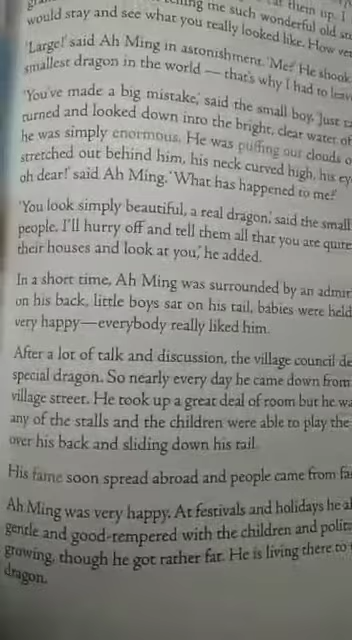 me such wonderful old
would stay and see what you really looked like. How
'Large!' said Ah Ming in astonishment. 'Me?' He shook
smallest dragon in the world — that's why I had to
'You've made a big mistake,' said the small boy. 'Just
turned and looked down into the bright, clear water of
he was simply enormous. He was puffing out clouds
stretched out behind him, his neck curved high, his
oh dear!' said Ah Ming. 'What has happened to me?'
'You look simply beautiful, a real dragon,' said the small
people. I'll hurry off and tell them all that you are quite
their houses and look at you,' he added.
In a short time, Ah Ming was surrounded by an admir
on his back, little boys sat on his tail, babies were held
very happy—everybody really liked him.
After a lot of talk and discussion, the village council de
special dragon. So nearly every day he came down from
village street. He took up a great deal of room but he wa
any of the stalls and the children were able to play the
over his back and sliding down his tail.
His fame soon spread abroad and people came from fa
Ah Ming was very happy. At festivals and holidays he al
gentle and good-tempered with the children and polite
growing, though he got rather fat. He is living there to
dragon.